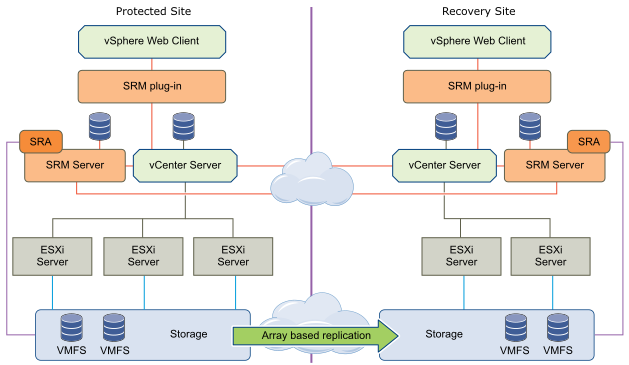 Protected Site
Recovery Site
vSphere Web Client
vSphere Web Client
SRM plug-in
SRM plug-in
SRA
SRA
SRM Server
vCenter Server
vCenter Server
SRM Server
ESXi
Server
ESXi
Server
ESXi
Server
ESXi
Server
ESXi
Server
VMFS
VMFS
Storage
Array based replication
Storage
VMFS
VMFS